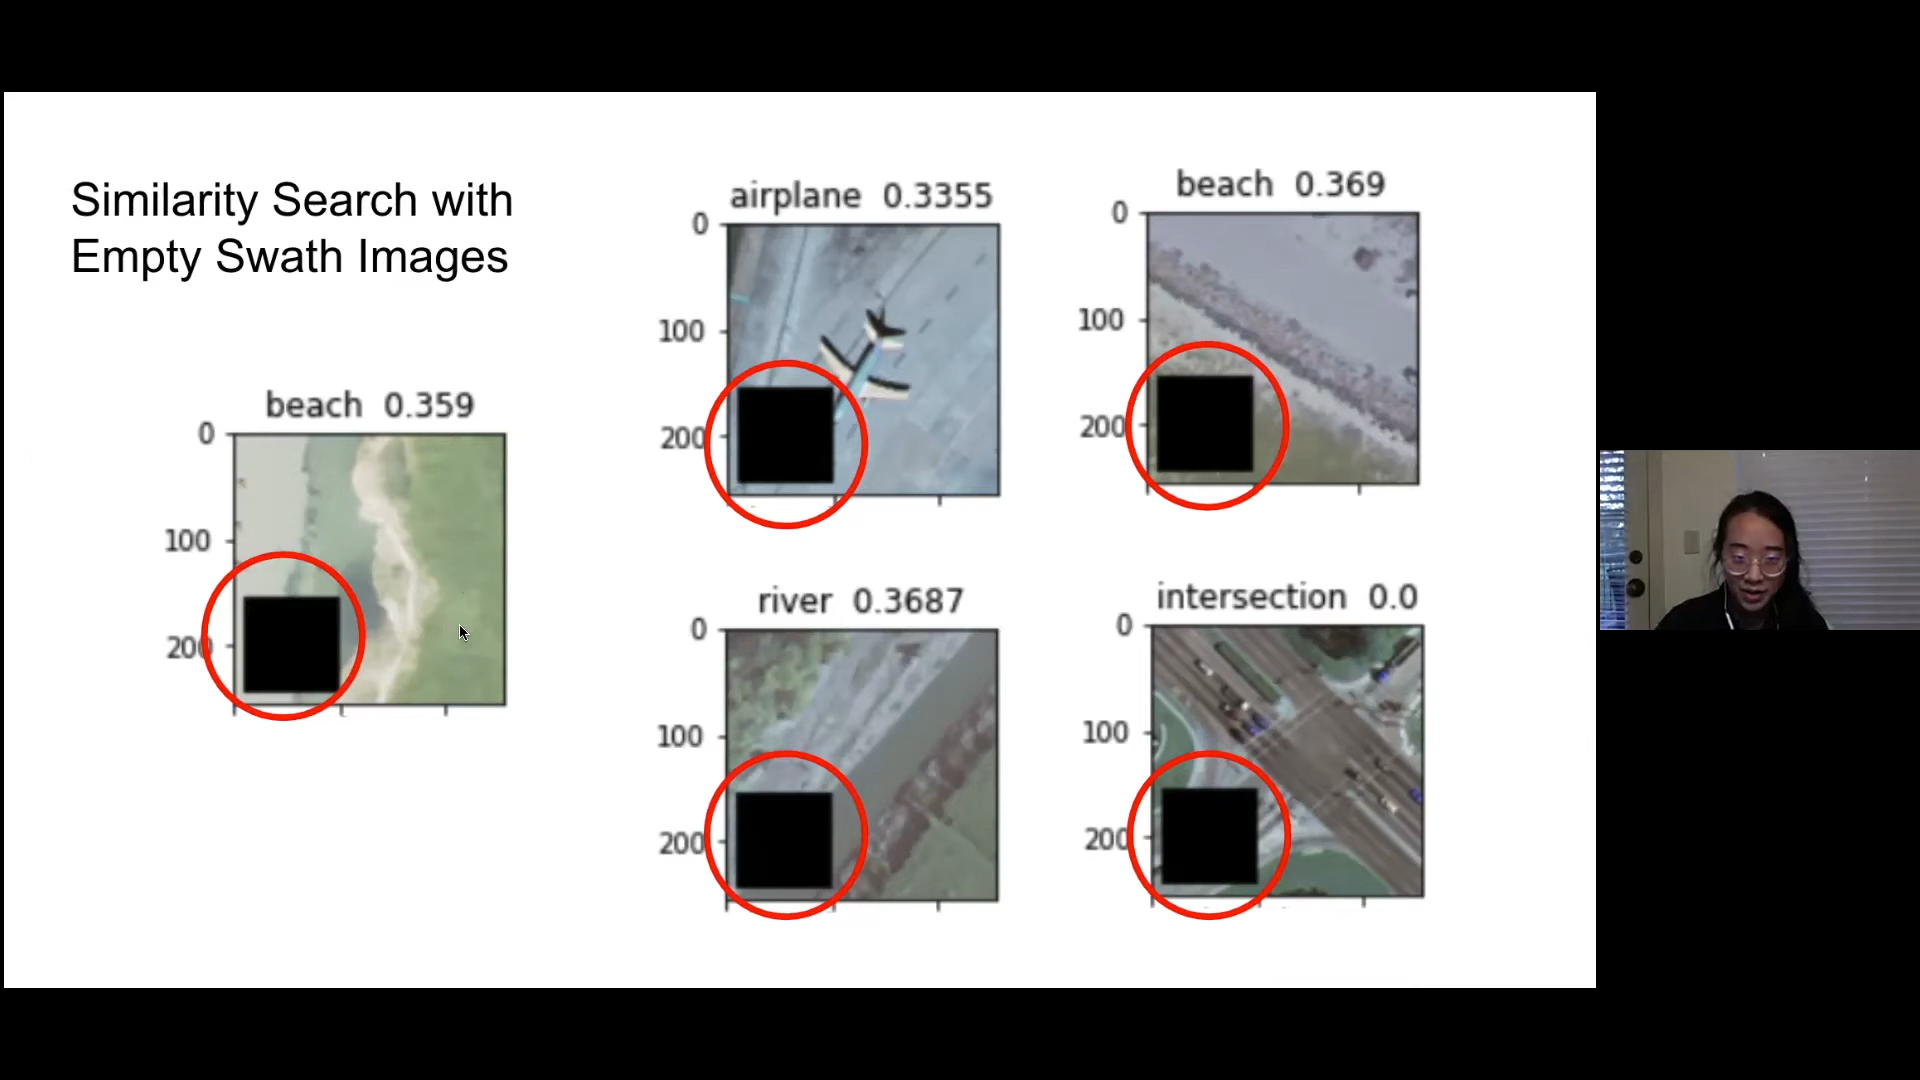 Similarity Search with
Empty Swath Images
beach 0.359
0
100
200
airplane 0.3355
0
100
200
beach 0.369
0
100
200
river 0.3687
0
100
200
intersection 0.0
0
100
200